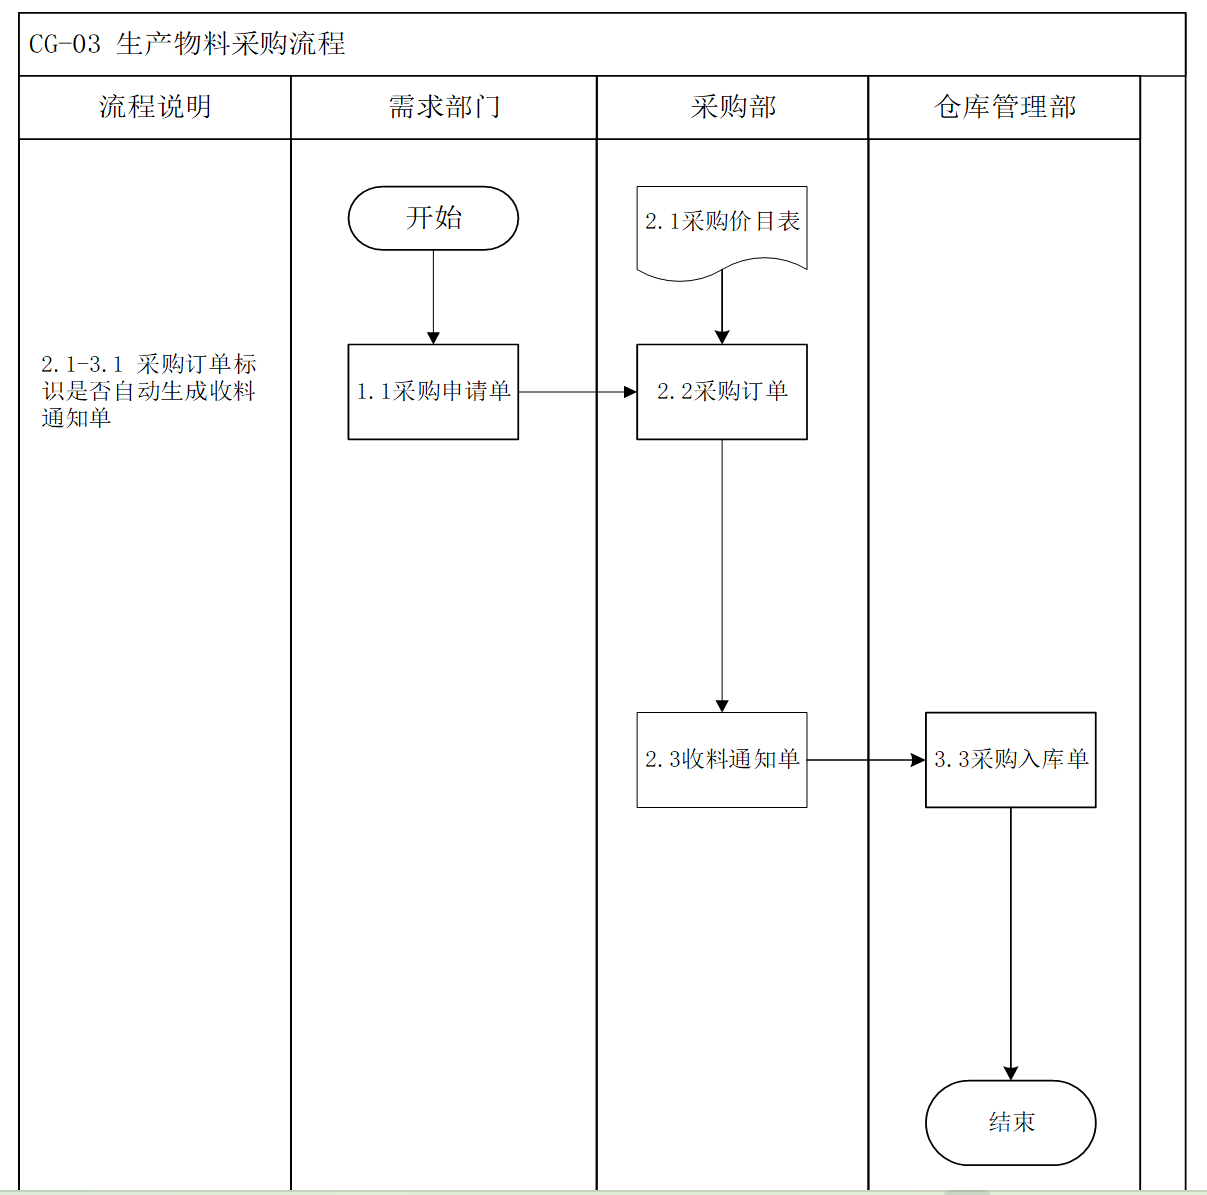 CG-03 生产物料采购流程
流程说明
需求部门
采购部
仓库管理部
开始
2.1采购价目表
2.1-3.1 采购订单标
识是否自动生成收料
通知单
1.1采购申请单
2.2采购订单
2.3收料通知单
3.3采购入库单
结束